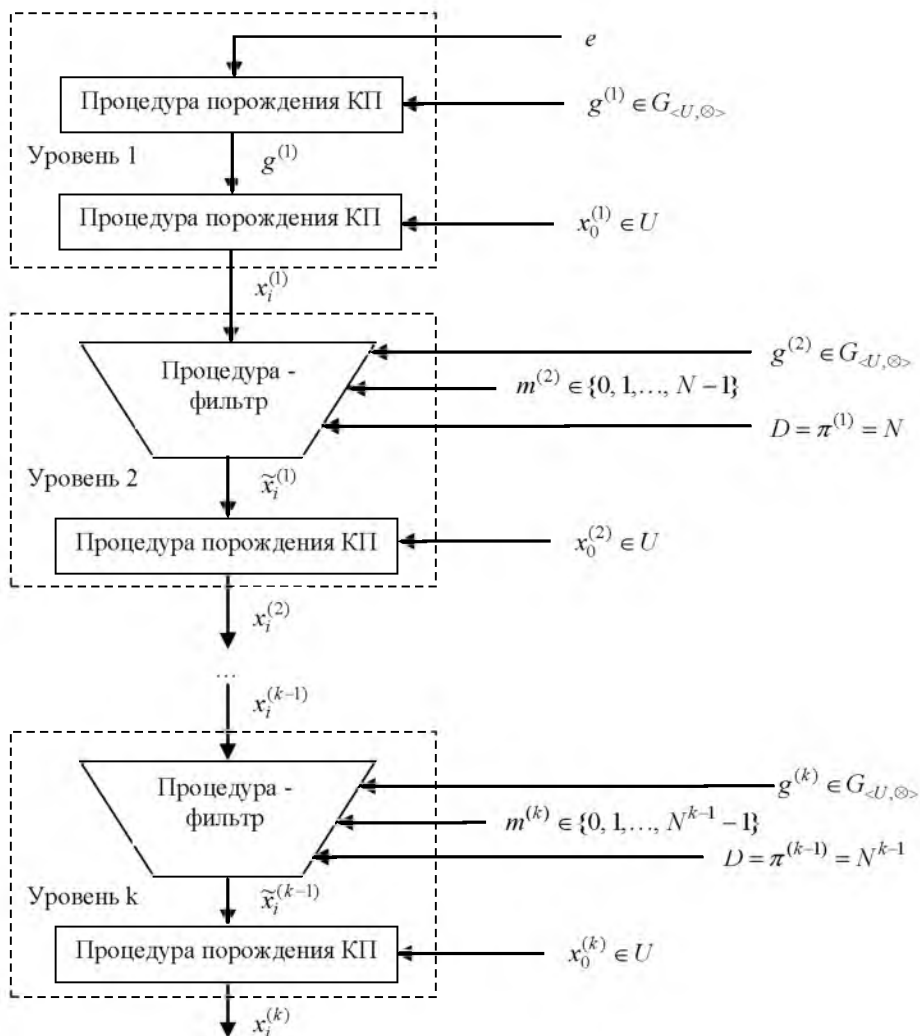 e
Процедура порождения КП
g^{(1)} ∈ G_{<U,⊗>}
Уровень 1
g^{(1)}
Процедура порождения КП
x_0^{(1)} ∈ U
x_i^{(1)}
Процедура -
фильтр
g^{(2)} ∈ G_{<U,⊗>}
m^{(2)} ∈ {0, 1,…, N −1}
D = π^{(1)} = N
Уровень 2
x̃_i^{(1)}
Процедура порождения КП
x_0^{(2)} ∈ U
x_i^{(2)}
…
x_i^{(k−1)}
Процедура -
фильтр
g^{(k)} ∈ G_{<U,⊗>}
m^{(k)} ∈ {0, 1,…, N^{k−1} −1}
D = π^{(k−1)} = N^{k−1}
Уровень k
x̃_i^{(k−1)}
Процедура порождения КП
x_0^{(k)} ∈ U
x_i^{(k)}